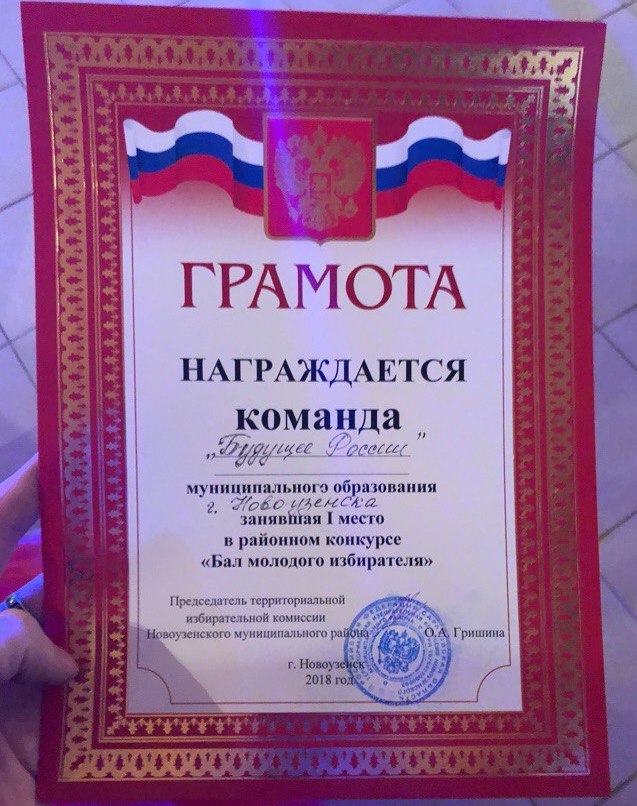 ГРАМОТА
НАГРАЖДАЕТСЯ
команда
„Будущее России”
муниципального образования
г. Новоузенска
занявшая I место
в районном конкурсе
«Бал молодого избирателя»
Председатель территориальной
избирательной комиссии
Новоузенского муниципального района О.А. Гришина
г. Новоузенск
2018 год